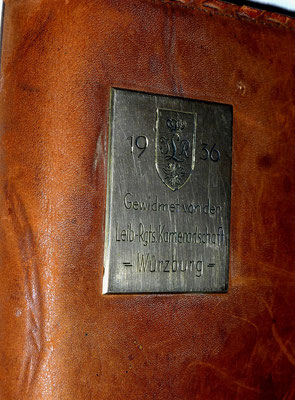 19 L 36
Gewidmet von der
Leib-Rgts. Kameradschaft
- Würzburg -